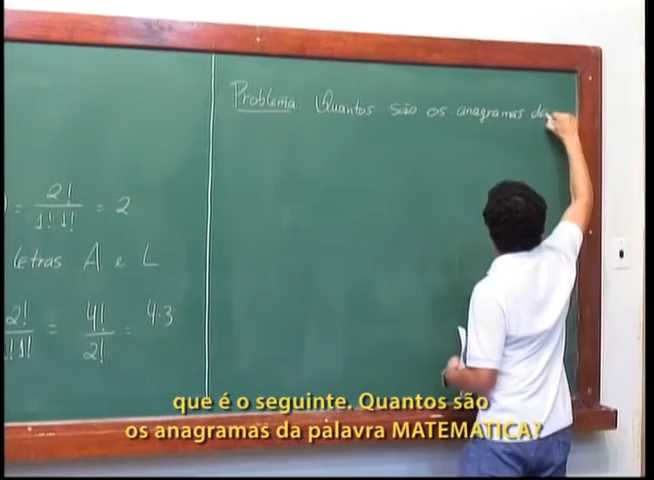 Problema. Quantos são os anagramas da
) = 2! / 1! 1! = 2
letras A e L
2! / 1! 1! = 4! / 2! = 4·3
que é o seguinte. Quantos são
os anagramas da palavra MATEMÁTICA?